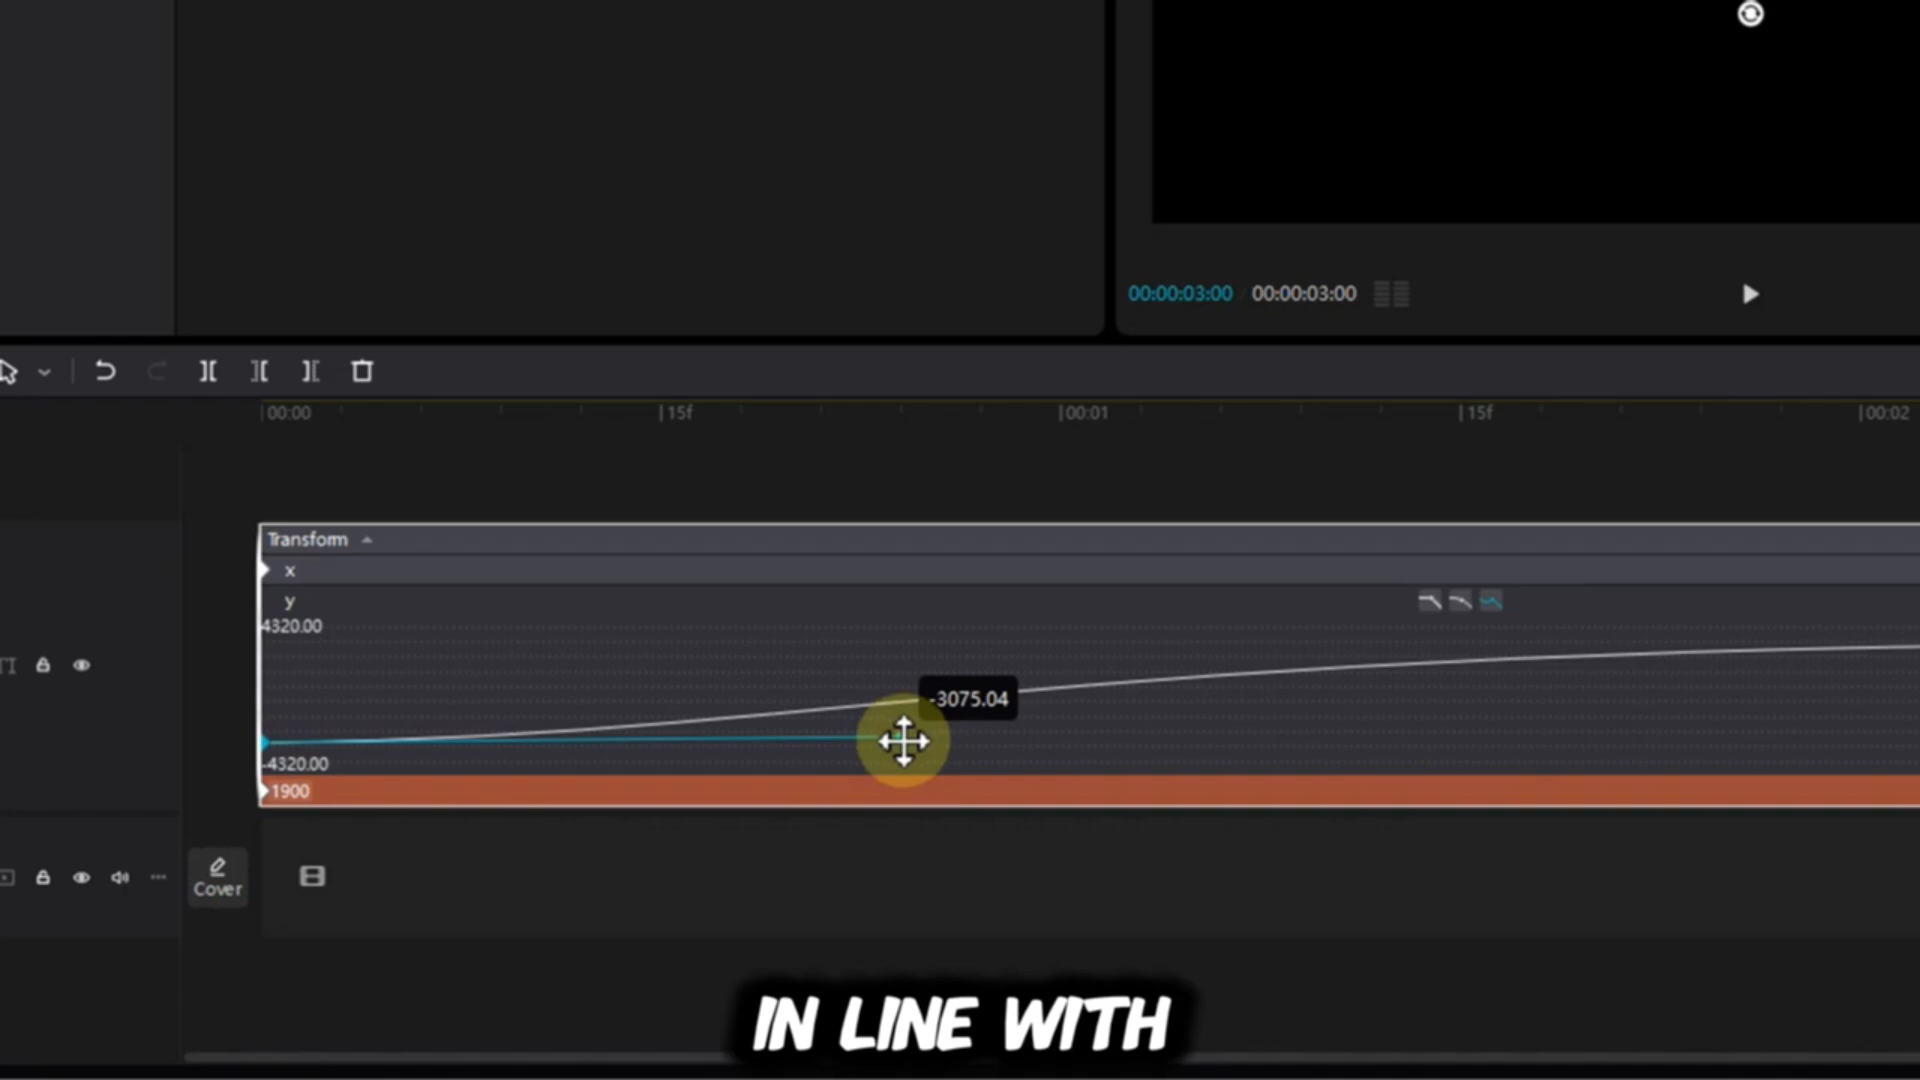 00:00:03:00 00:00:03:00
00:00 15f 00:01 15f 00:02
Transform
x
y
4320.00
-3075.04
-4320.00
1900
Cover
IN LINE WITH